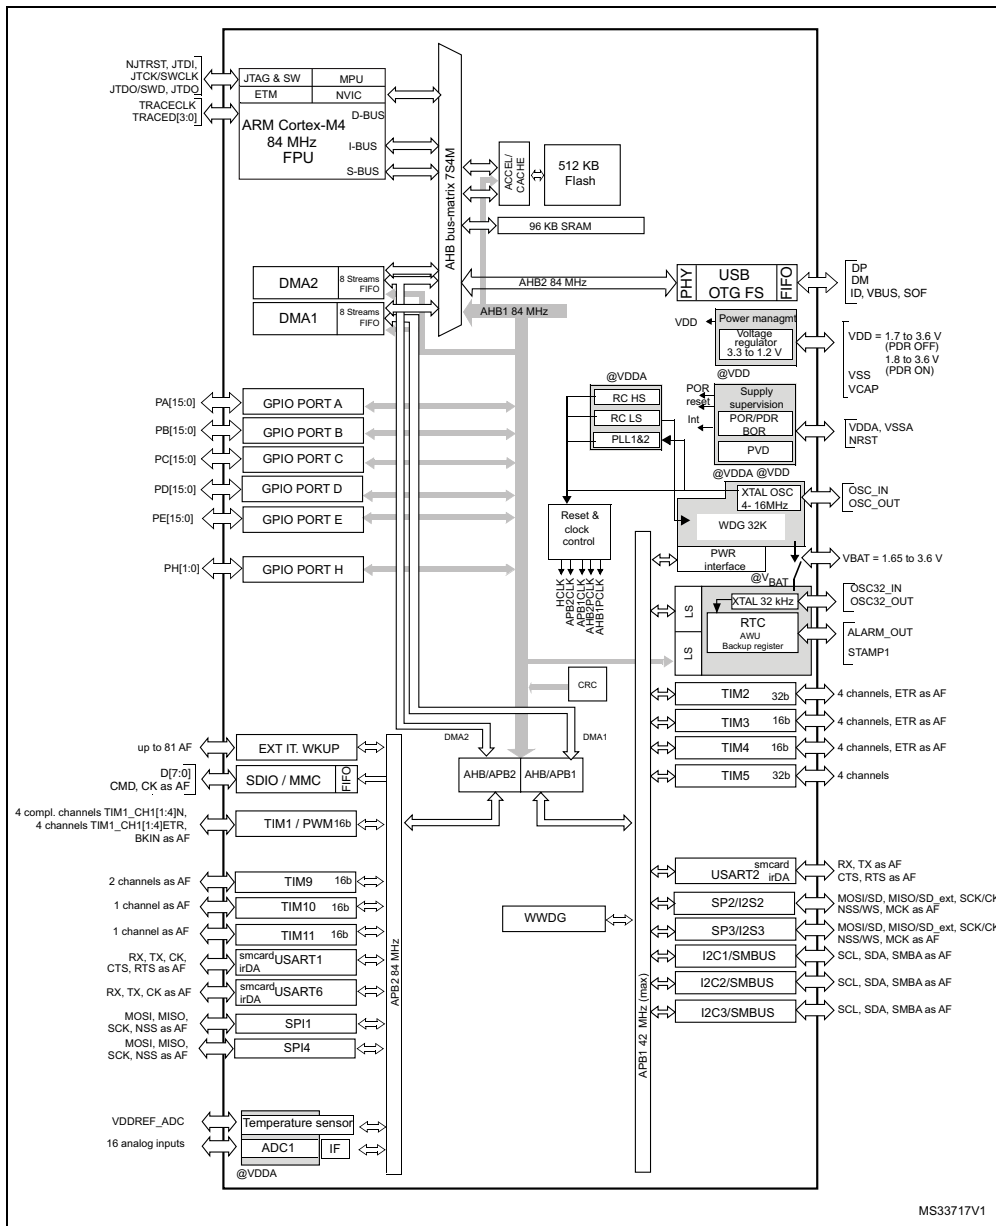 NJTRST, JTDI,
JTCK/SWCLK
JTDO/SWD, JTDO
TRACECLK
TRACED[3:0]
JTAG & SW
MPU
ETM
NVIC
ARM Cortex-M4
84 MHz
FPU
D-BUS
I-BUS
S-BUS
AHB bus-matrix 7S4M
ACCEL/
CACHE
512 KB
Flash
96 KB SRAM
DMA2
8 Streams
FIFO
DMA1
8 Streams
FIFO
AHB2 84 MHz
AHB1 84 MHz
PHY
USB
OTG FS
FIFO
DP
DM
ID, VBUS, SOF
Power managmt
VDD
Voltage
regulator
3.3 to 1.2 V
@VDD
VDD = 1.7 to 3.6 V
(PDR OFF)
1.8 to 3.6 V
(PDR ON)
VSS
VCAP
@VDDA
RC HS
RC LS
PLL1&2
POR
reset
Int
Supply
supervision
POR/PDR
BOR
PVD
VDDA, VSSA
NRST
@VDDA @VDD
XTAL OSC
4- 16MHz
OSC_IN
OSC_OUT
WDG 32K
PWR
interface
VBAT = 1.65 to 3.6 V
@VBAT
Reset &
clock
control
HCLK
APB2CLK
APB1CLK
AHB2PCLK
AHB1PCLK
LS
LS
XTAL 32 kHz
RTC
AWU
Backup register
OSC32_IN
OSC32_OUT
ALARM_OUT
STAMP1
PA[15:0]
GPIO PORT A
PB[15:0]
GPIO PORT B
PC[15:0]
GPIO PORT C
PD[15:0]
GPIO PORT D
PE[15:0]
GPIO PORT E
PH[1:0]
GPIO PORT H
CRC
DMA2
DMA1
AHB/APB2
AHB/APB1
TIM2
32b
4 channels, ETR as AF
TIM3
16b
4 channels, ETR as AF
TIM4
16b
4 channels, ETR as AF
TIM5
32b
4 channels
up to 81 AF
EXT IT. WKUP
D[7:0]
CMD, CK as AF
SDIO / MMC
FIFO
4 compl. channels TIM1_CH1[1:4]N,
4 channels TIM1_CH1[1:4]ETR,
BKIN as AF
TIM1 / PWM
16b
2 channels as AF
TIM9
16b
1 channel as AF
TIM10
16b
1 channel as AF
TIM11
16b
RX, TX, CK,
CTS, RTS as AF
smcard
irDA
USART1
RX, TX, CK as AF
smcard
irDA
USART6
MOSI, MISO,
SCK, NSS as AF
SPI1
MOSI, MISO,
SCK, NSS as AF
SPI4
VDDREF_ADC
Temperature sensor
16 analog inputs
ADC1
IF
@VDDA
APB2 84 MHz
WWDG
APB1 42 MHz (max)
USART2
smcard
irDA
RX, TX as AF
CTS, RTS as AF
SP2/I2S2
MOSI/SD, MISO/SD_ext, SCK/CK
NSS/WS, MCK as AF
SP3/I2S3
MOSI/SD, MISO/SD_ext, SCK/CK
NSS/WS, MCK as AF
I2C1/SMBUS
SCL, SDA, SMBA as AF
I2C2/SMBUS
SCL, SDA, SMBA as AF
I2C3/SMBUS
SCL, SDA, SMBA as AF
MS33717V1